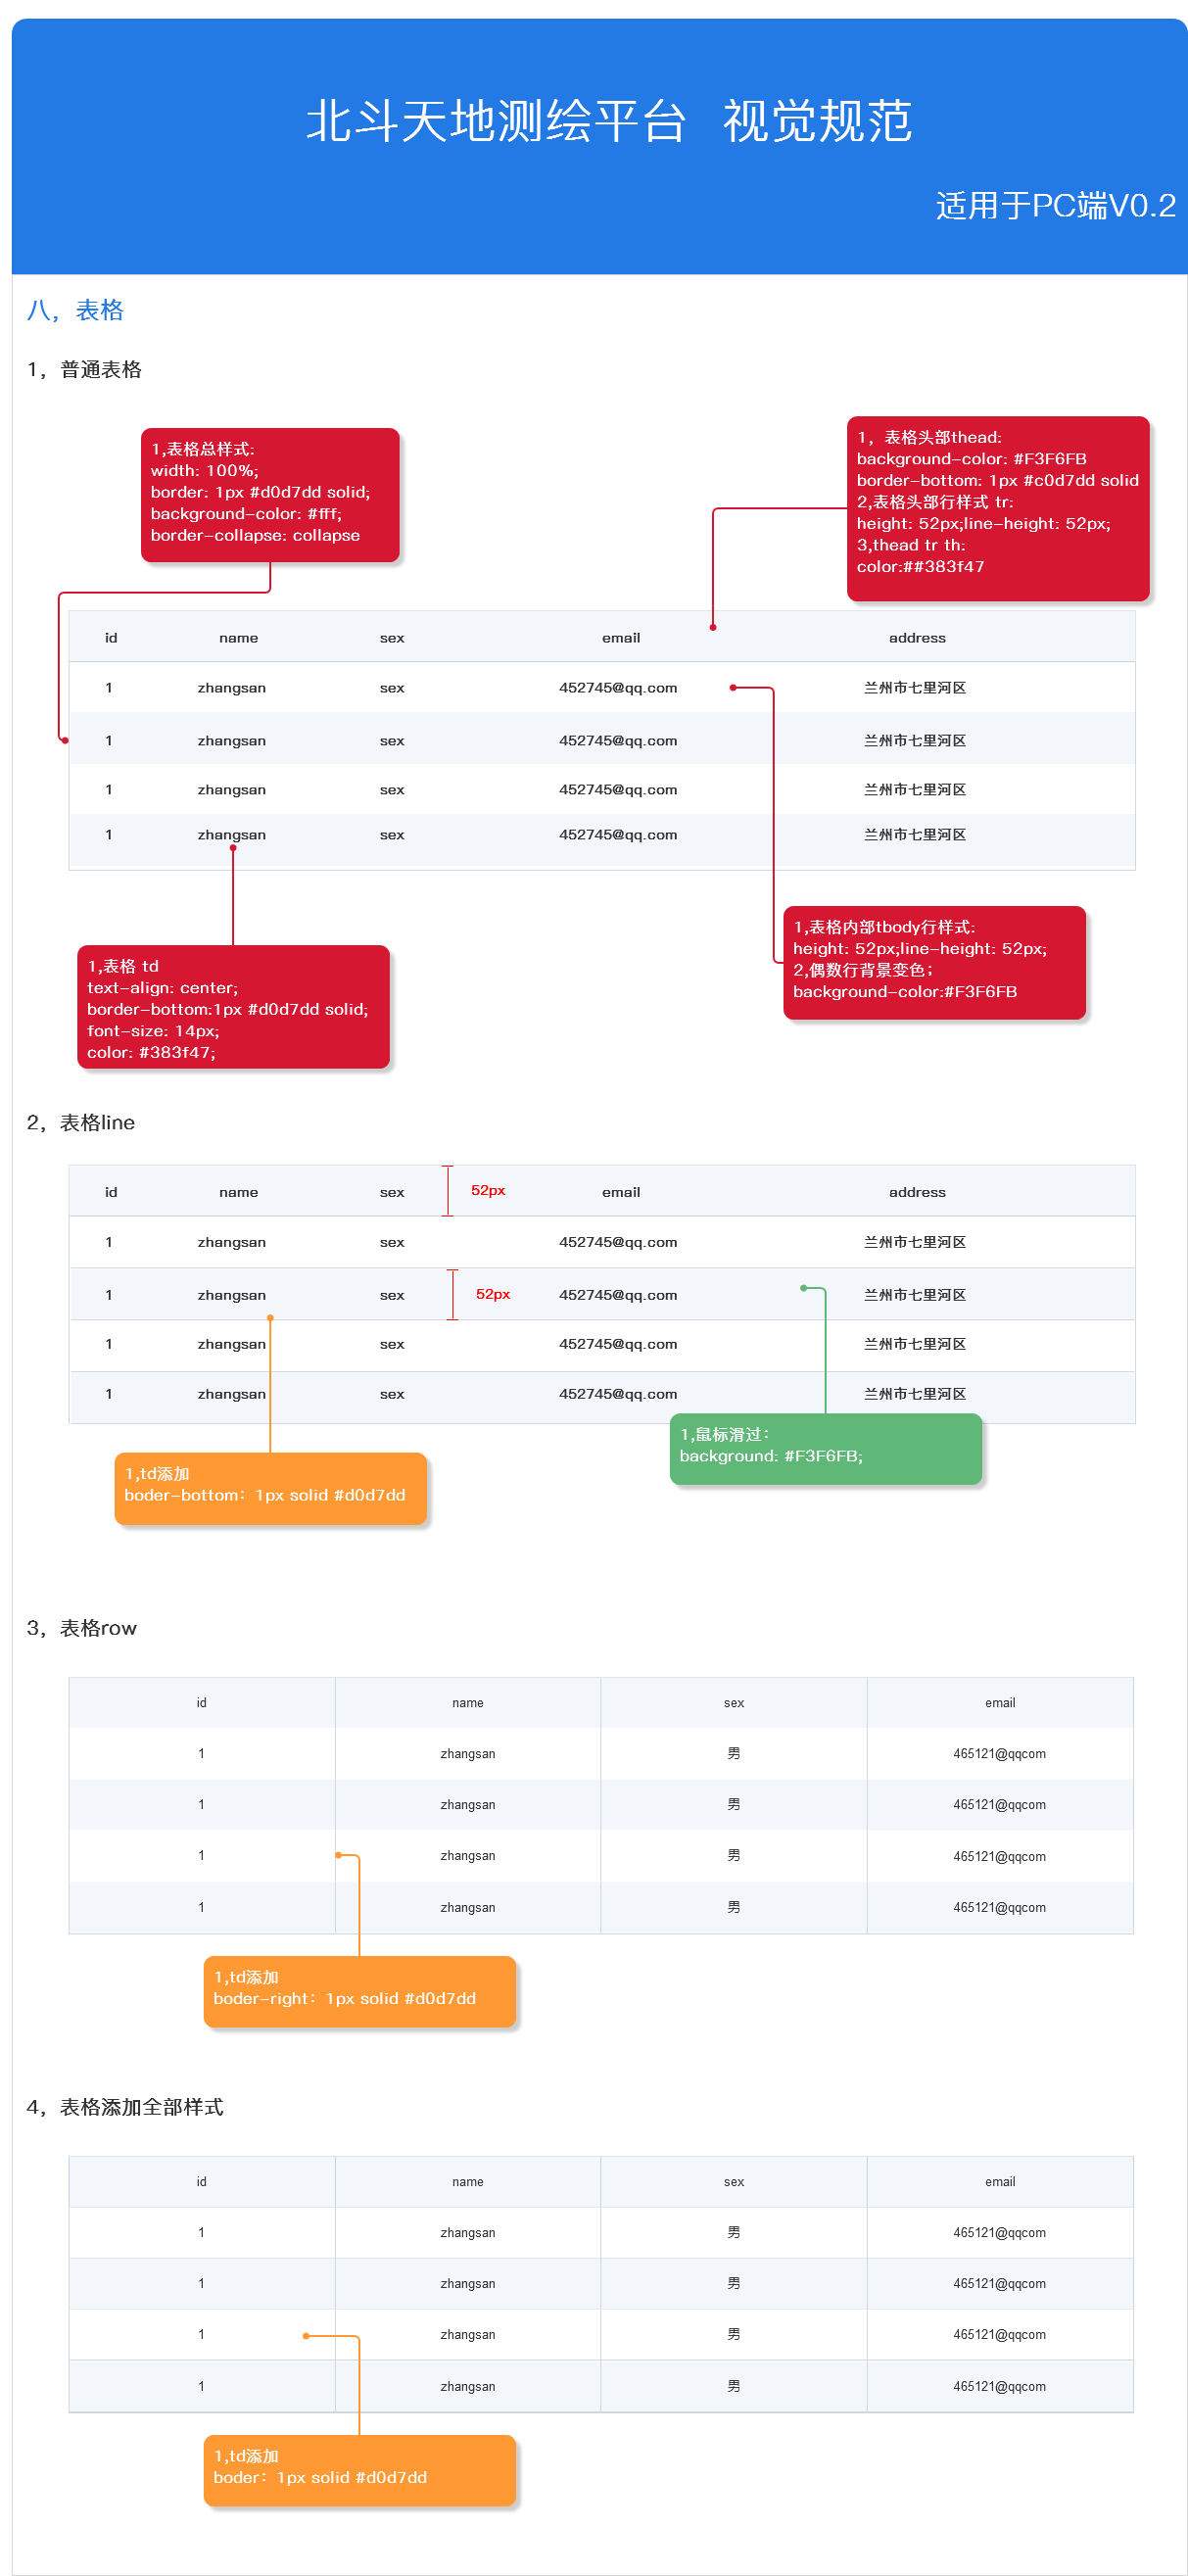 北斗天地测绘平台 视觉规范
适用于PC端V0.2
八，表格
1，普通表格
1,表格总样式:
width: 100%;
border: 1px #d0d7dd solid;
background-color: #fff;
border-collapse: collapse
1，表格头部thead:
background-color: #F3F6FB
border-bottom: 1px #c0d7dd solid
2,表格头部行样式 tr:
height: 52px;line-height: 52px;
3,thead tr th:
color:##383f47
id name sex email address
1 zhangsan sex 452745@qq.com 兰州市七里河区
1 zhangsan sex 452745@qq.com 兰州市七里河区
1 zhangsan sex 452745@qq.com 兰州市七里河区
1 zhangsan sex 452745@qq.com 兰州市七里河区
1,表格内部tbody行样式:
height: 52px;line-height: 52px;
2,偶数行背景变色；
background-color:#F3F6FB
1,表格 td
text-align: center;
border-bottom:1px #d0d7dd solid;
font-size: 14px;
color: #383f47;
2，表格line
id name sex 52px email address
1 zhangsan sex 452745@qq.com 兰州市七里河区
1 zhangsan sex 52px 452745@qq.com 兰州市七里河区
1 zhangsan sex 452745@qq.com 兰州市七里河区
1 zhangsan sex 452745@qq.com 兰州市七里河区
1,鼠标滑过：
background: #F3F6FB;
1,td添加
boder-bottom：1px solid #d0d7dd
3，表格row
id name sex email
1 zhangsan 男 465121@qqcom
1 zhangsan 男 465121@qqcom
1 zhangsan 男 465121@qqcom
1 zhangsan 男 465121@qqcom
1,td添加
boder-right：1px solid #d0d7dd
4，表格添加全部样式
id name sex email
1 zhangsan 男 465121@qqcom
1 zhangsan 男 465121@qqcom
1 zhangsan 男 465121@qqcom
1 zhangsan 男 465121@qqcom
1,td添加
boder：1px solid #d0d7dd